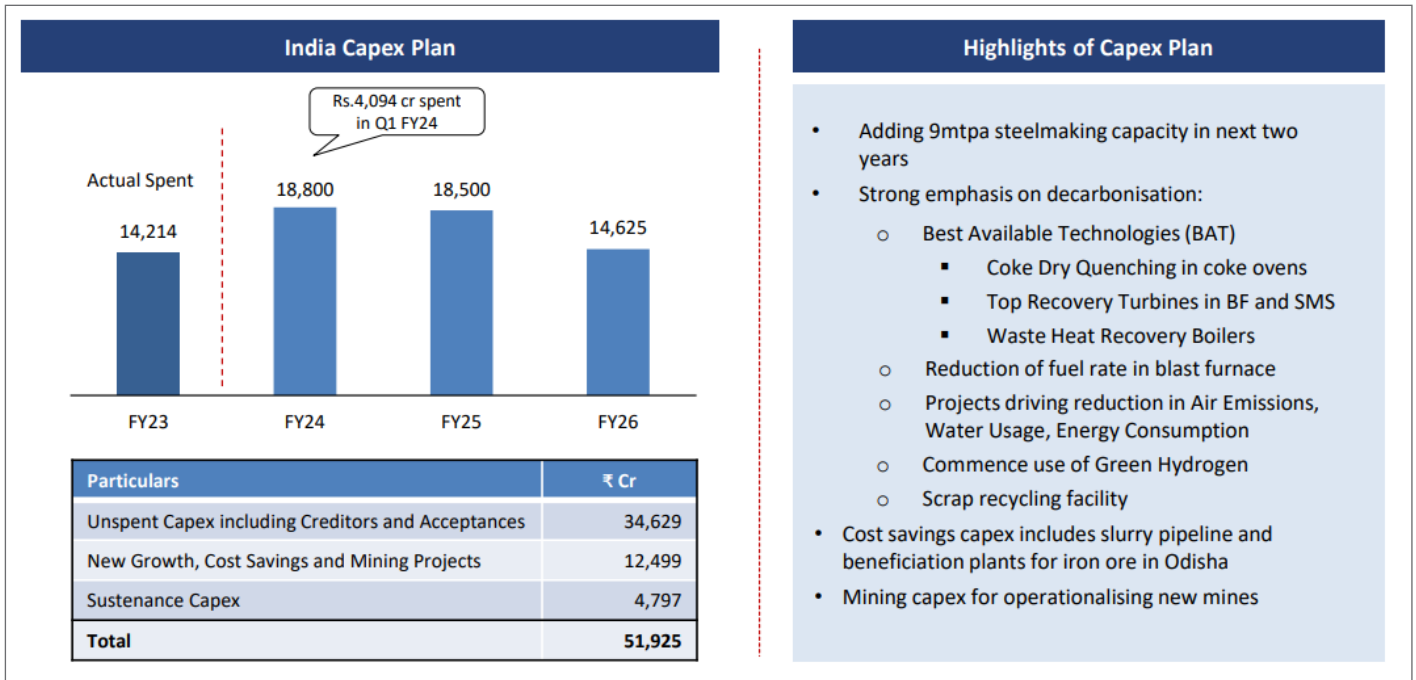 India Capex Plan
Rs.4,094 cr spent
in Q1 FY24
Actual Spent
14,214
18,800
18,500
14,625
FY23
FY24
FY25
FY26
Particulars ₹ Cr
Unspent Capex including Creditors and Acceptances 34,629
New Growth, Cost Savings and Mining Projects 12,499
Sustenance Capex 4,797
Total 51,925
Highlights of Capex Plan
• Adding 9mtpa steelmaking capacity in next two
years
• Strong emphasis on decarbonisation:
o Best Available Technologies (BAT)
▪ Coke Dry Quenching in coke ovens
▪ Top Recovery Turbines in BF and SMS
▪ Waste Heat Recovery Boilers
o Reduction of fuel rate in blast furnace
o Projects driving reduction in Air Emissions,
Water Usage, Energy Consumption
o Commence use of Green Hydrogen
o Scrap recycling facility
• Cost savings capex includes slurry pipeline and
beneficiation plants for iron ore in Odisha
• Mining capex for operationalising new mines